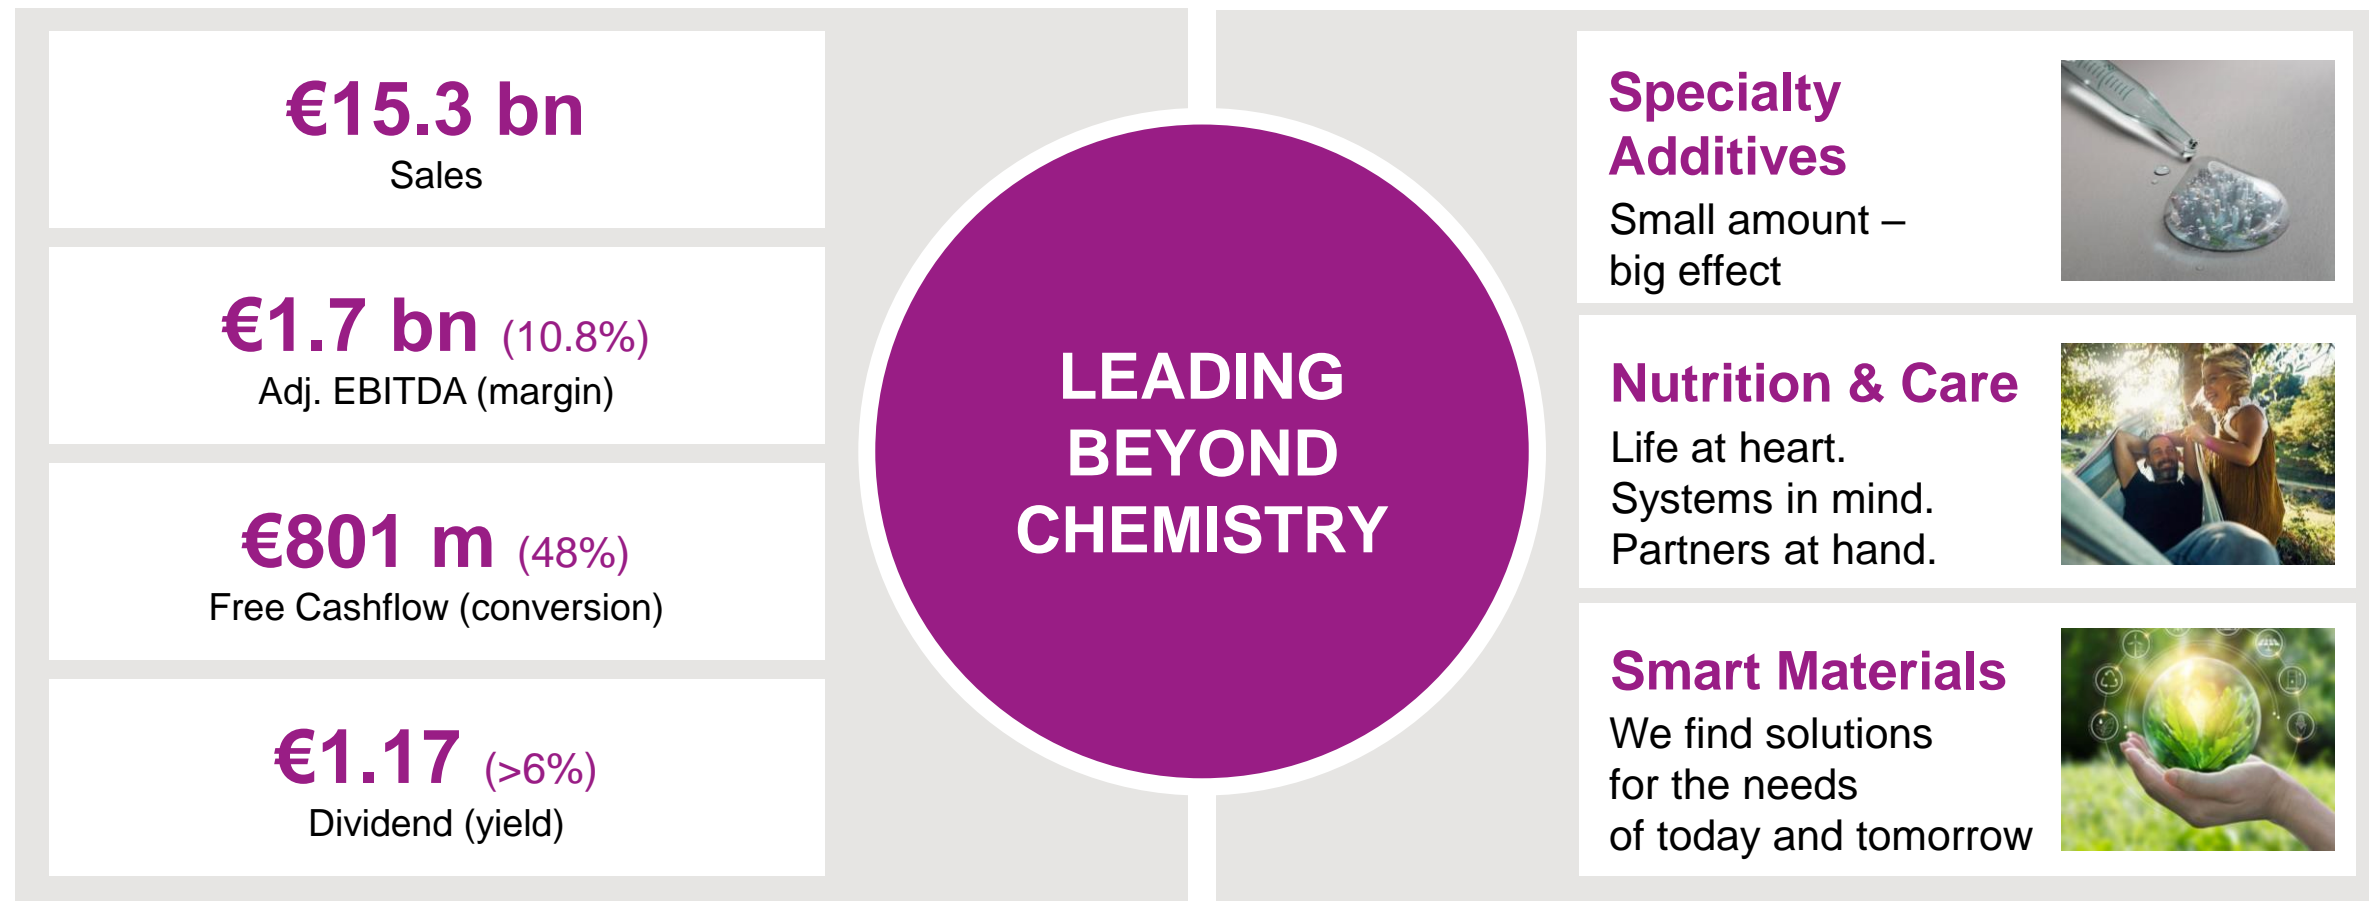 €15.3 bn
Sales
€1.7 bn (10.8%)
Adj. EBITDA (margin)
€801 m (48%)
Free Cashflow (conversion)
€1.17 (>6%)
Dividend (yield)
LEADING
BEYOND
CHEMISTRY
Specialty
Additives
Small amount –
big effect
Nutrition & Care
Life at heart.
Systems in mind.
Partners at hand.
Smart Materials
We find solutions
for the needs
of today and tomorrow